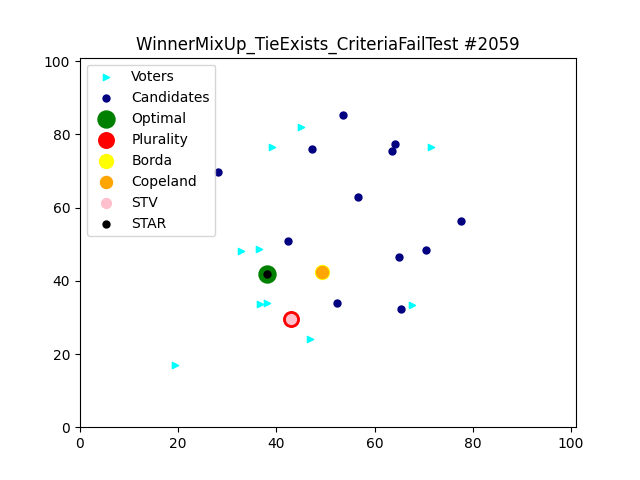 WinnerMixUp_TieExists_CriteriaFailTest #2059
100
80
60
40
20
0
Voters
Candidates
Optimal
Plurality
Borda
Copeland
STV
STAR
0 20 40 60 80 100